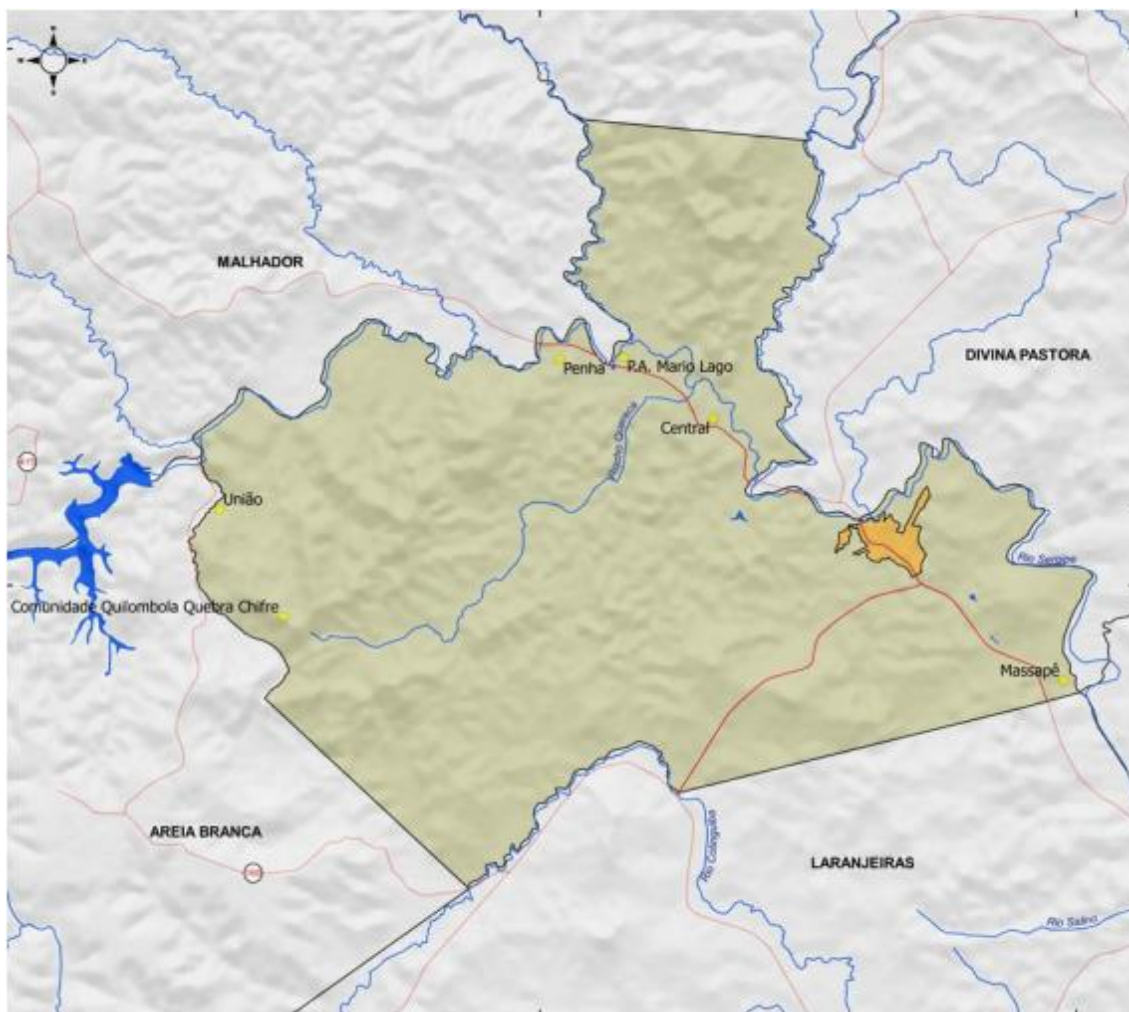 MALHADOR
DIVINA PASTORA
Penha
P.A. Mario Lago
Central
União
Rio Sergipe
Comunidade Quilombola Quebra Chifre
Massapê
AREIA BRANCA
LARANJEIRAS
Rio Cotinguiba